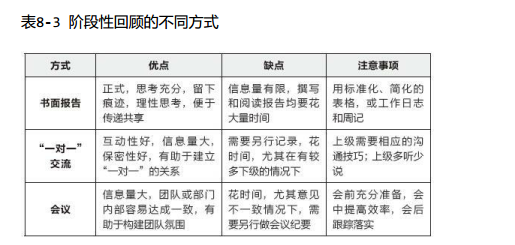 表8-3 阶段性回顾的不同方式
方式 优点 缺点 注意事项
书面报告
正式，思考充分，留下
痕迹，理性思考，便于
传递共享
信息量有限，撰写
和阅读报告均要花
大量时间
用标准化、简化的
表格，或工作日志
和周记
“一对一”
交流
互动性好，信息量大，
保密性好，有助于建立
“一对一”的关系
需要另行记录，花
时间，尤其在有较
多下级的情况下
上级需要相应的沟
通技巧；上级多听少
说
会议
信息量大，团队或部门
内部容易达成一致，有
助于构建团队氛围
花时间，尤其意见
不一致情况下，需
要另行做会议纪要
会前充分准备，会
中提高效率，会后
跟踪落实